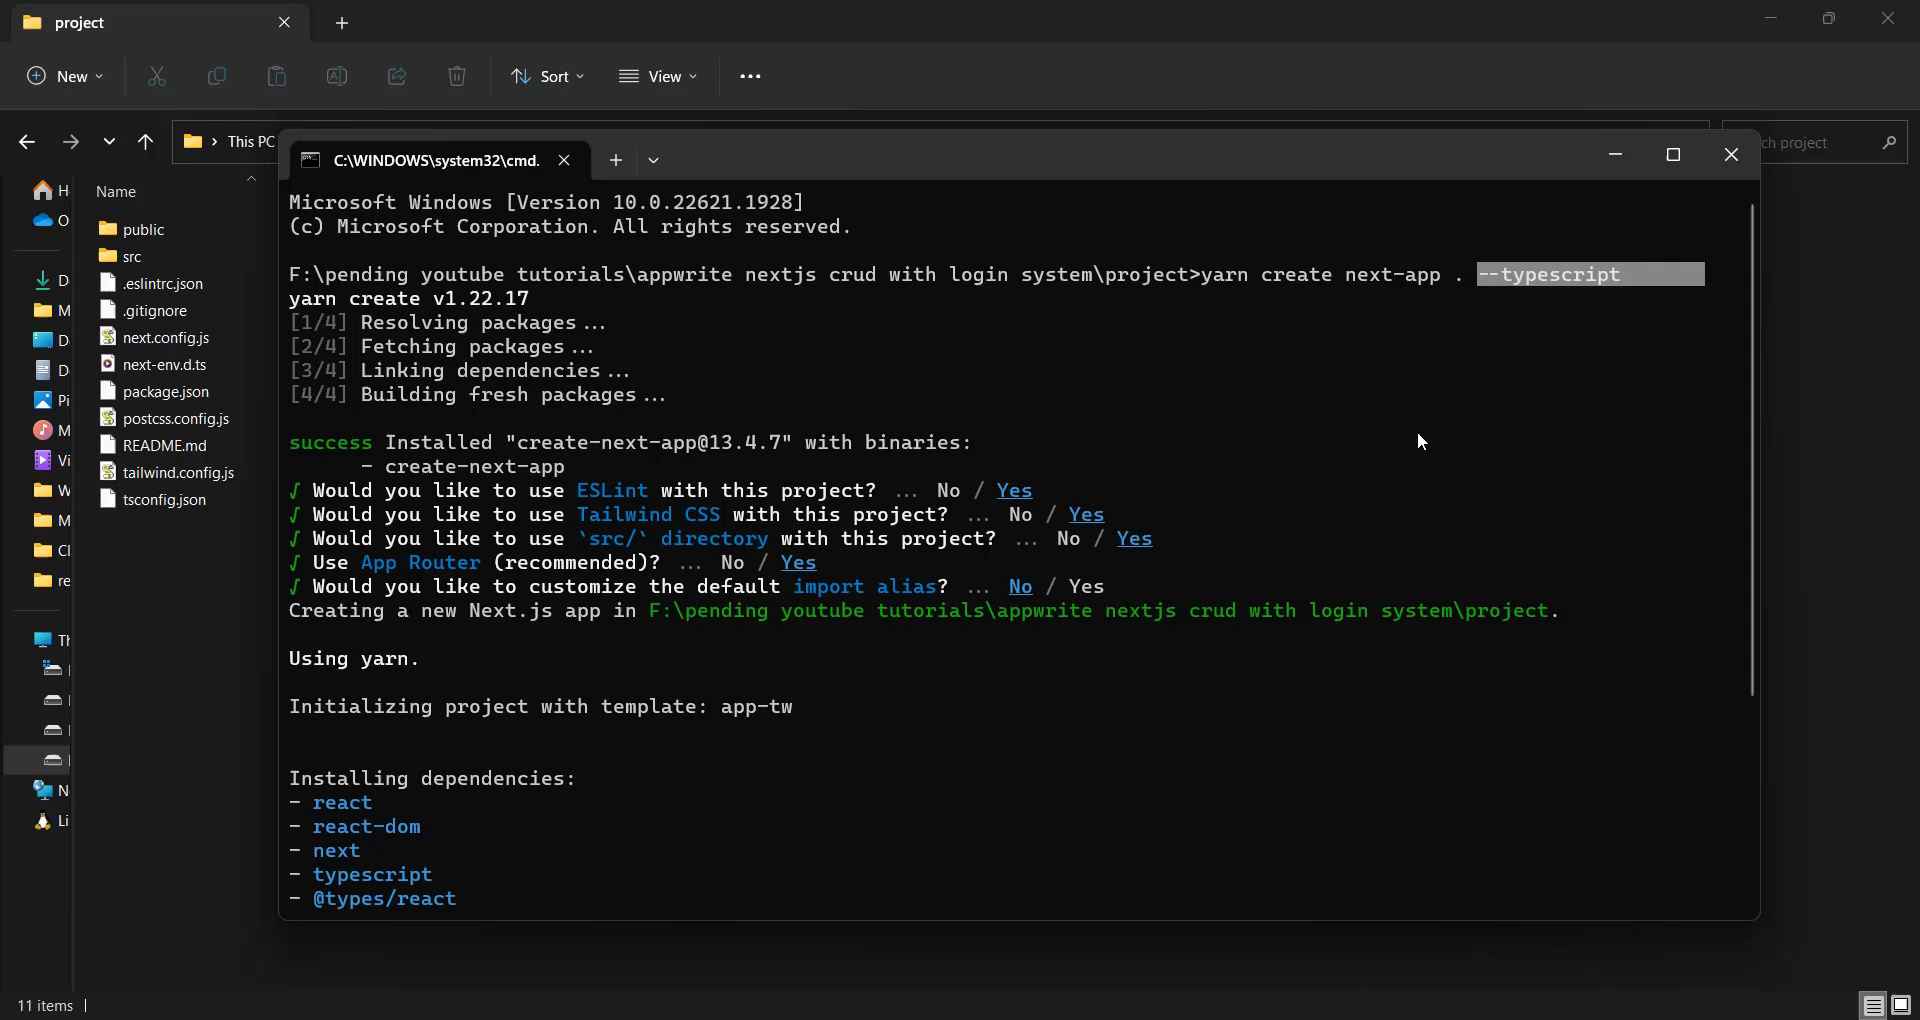 project
New
Sort
View
This PC
ch project
C:\WINDOWS\system32\cmd.
Name
public
src
.eslintrc.json
.gitignore
next.config.js
next-env.d.ts
package.json
postcss.config.js
README.md
tailwind.config.js
tsconfig.json
H
O
D
M
D
D
Pi
M
Vi
W
M
Cl
re
Th
N
Li
Microsoft Windows [Version 10.0.22621.1928]
(c) Microsoft Corporation. All rights reserved.
F:\pending youtube tutorials\appwrite nextjs crud with login system\project>yarn create next-app . --typescript
yarn create v1.22.17
[1/4] Resolving packages...
[2/4] Fetching packages...
[3/4] Linking dependencies...
[4/4] Building fresh packages...
success Installed "create-next-app@13.4.7" with binaries:
- create-next-app
√ Would you like to use ESLint with this project? ... No / Yes
√ Would you like to use Tailwind CSS with this project? ... No / Yes
√ Would you like to use `src/` directory with this project? ... No / Yes
√ Use App Router (recommended)? ... No / Yes
√ Would you like to customize the default import alias? ... No / Yes
Creating a new Next.js app in F:\pending youtube tutorials\appwrite nextjs crud with login system\project.
Using yarn.
Initializing project with template: app-tw
Installing dependencies:
- react
- react-dom
- next
- typescript
- @types/react
11 items